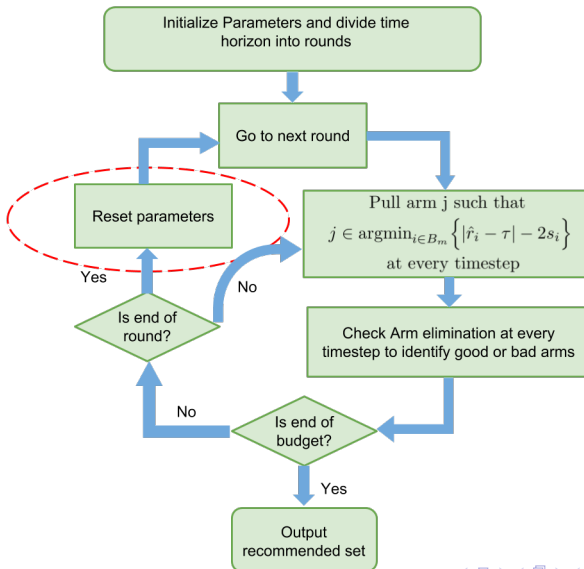 Initialize Parameters and divide time
horizon into rounds
Go to next round
Reset parameters
Pull arm j such that
j ∈ argmin_{i∈B_m} {|r̂_i − τ| − 2s_i}
at every timestep
Yes
No
Is end of
round?
Check Arm elimination at every
timestep to identify good or bad arms
No
Is end of
budget?
Yes
Output
recommended set